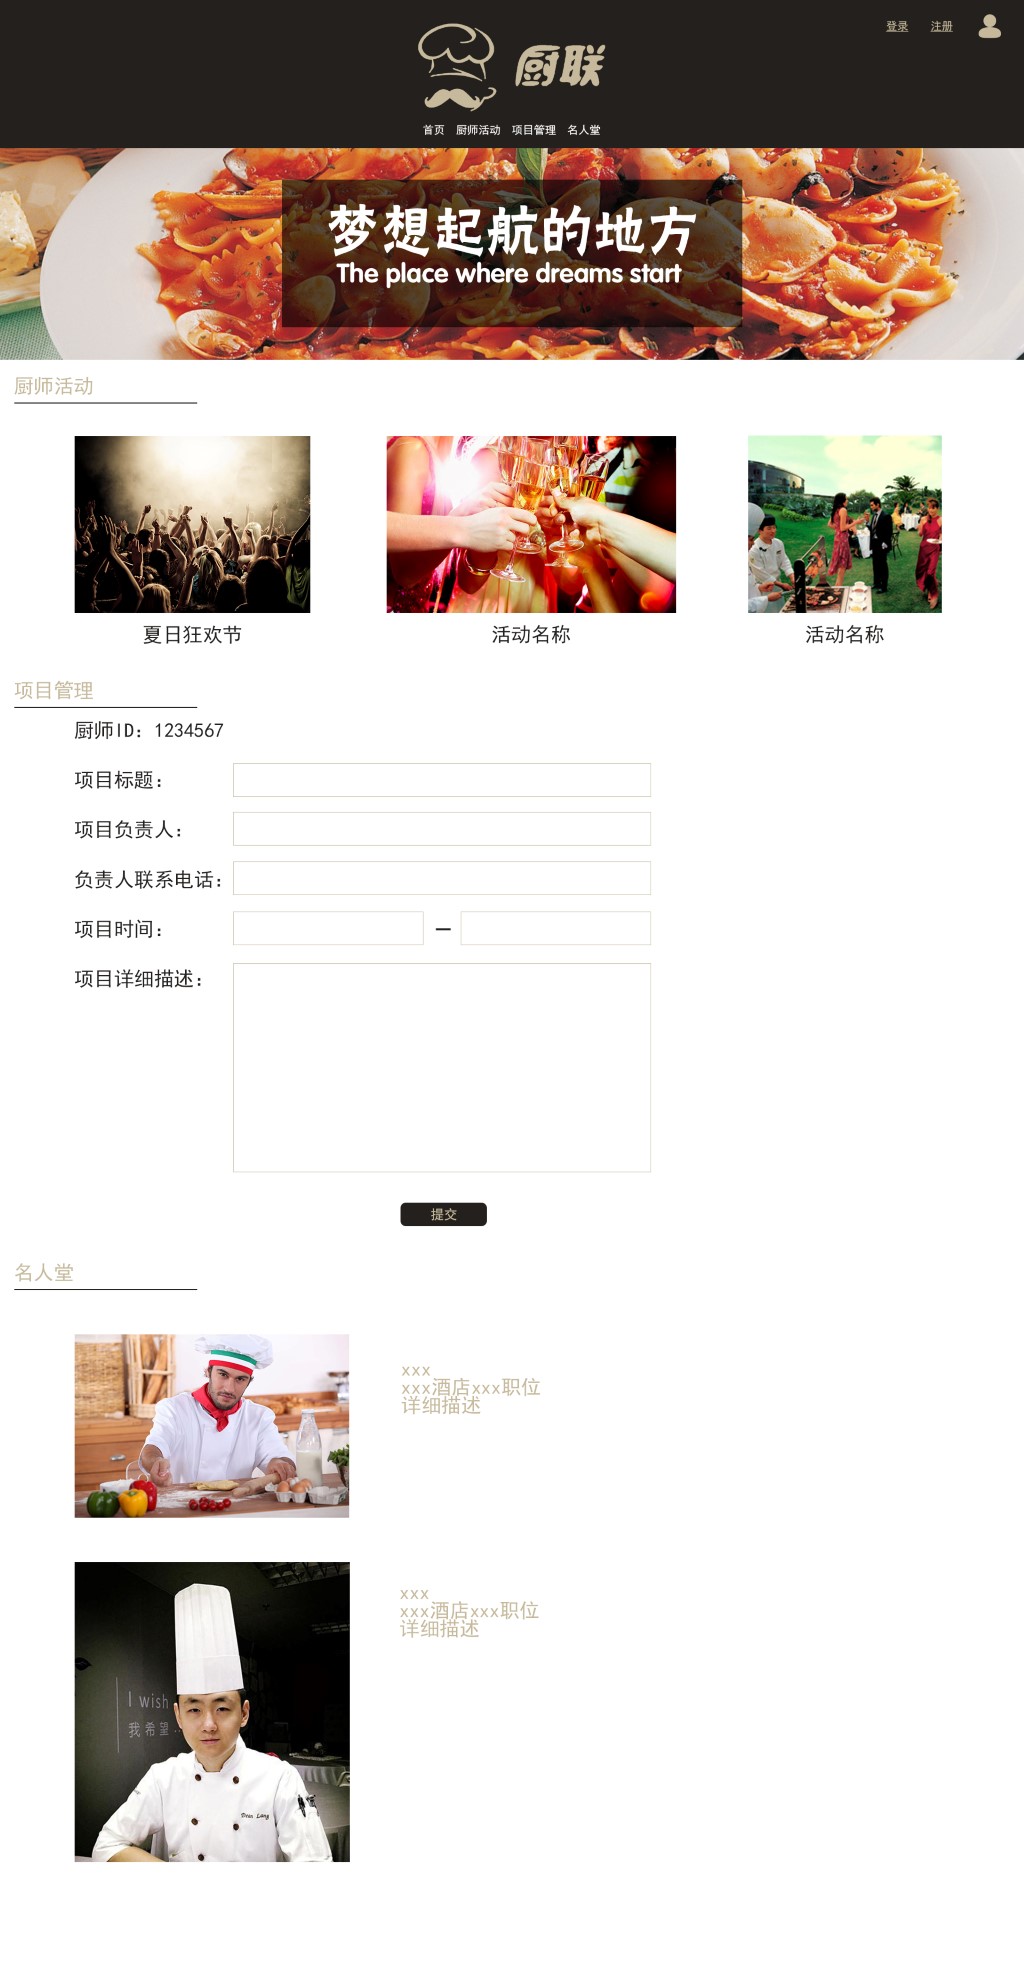 登录 注册
厨联
首页 厨师活动 项目管理 名人堂
梦想起航的地方
The place where dreams start
厨师活动
夏日狂欢节 活动名称 活动名称
项目管理
厨师ID：1234567
项目标题：
项目负责人：
负责人联系电话：
项目时间： —
项目详细描述：
提交
名人堂
xxx
xxx酒店xxx职位
详细描述
xxx
xxx酒店xxx职位
详细描述
I wish
我希望...